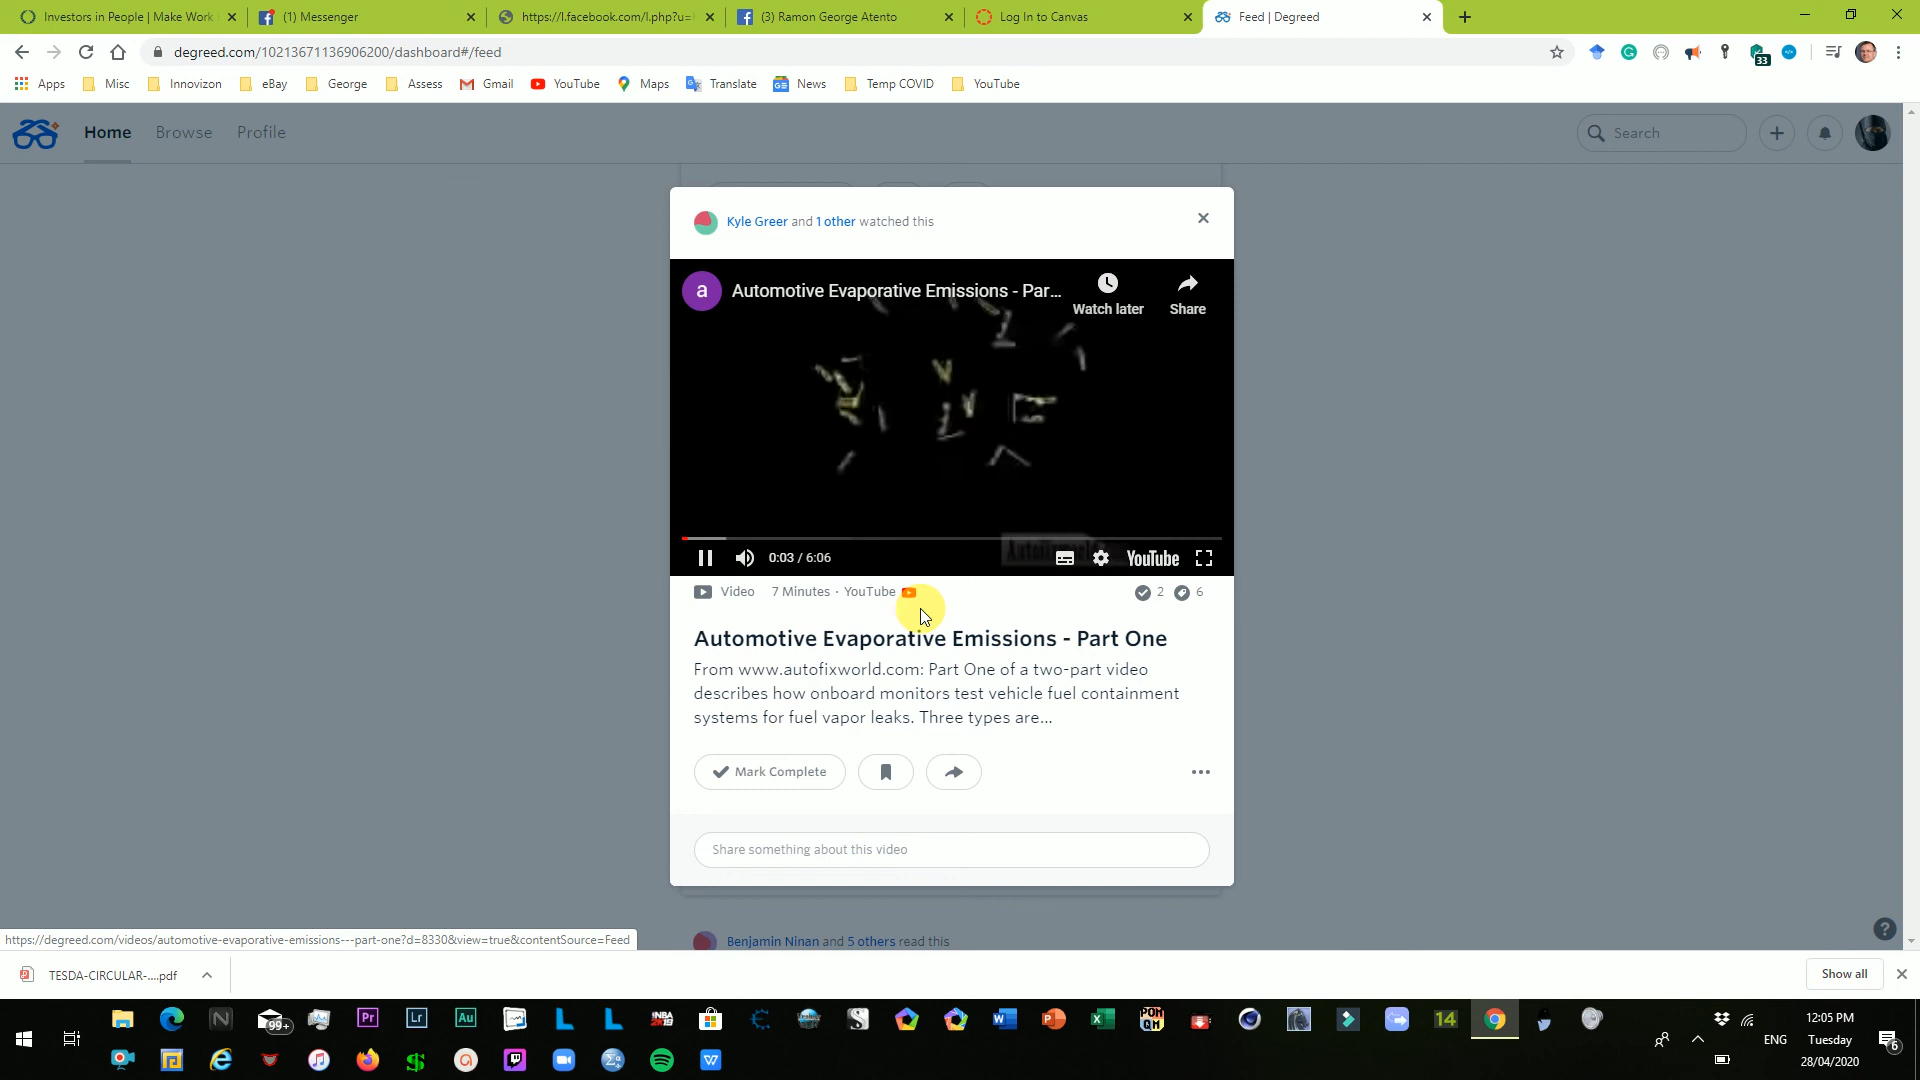 Investors in People | Make Work
(1) Messenger
https://l.facebook.com/l.php?u=
(3) Ramon George Atento
Log In to Canvas
Feed | Degreed
degreed.com/10213671136906200/dashboard#/feed
33
Apps
Misc
Innovizon
eBay
George
Assess
Gmail
YouTube
Maps
Translate
News
Temp COVID
YouTube
Home
Browse
Profile
Search
Kyle Greer and 1 other watched this
a
Automotive Evaporative Emissions - Par...
Watch later
Share
0:03 / 6:06
YouTube
Video 7 Minutes · YouTube
2
6
Automotive Evaporative Emissions - Part One
From www.autofixworld.com: Part One of a two-part video
describes how onboard monitors test vehicle fuel containment
systems for fuel vapor leaks. Three types are...
Mark Complete
Share something about this video
Benjamin Ninan and 5 others read this
https://degreed.com/videos/automotive-evaporative-emissions---part-one?d=8330&view=true&contentSource=Feed
TESDA-CIRCULAR-....pdf
Show all
99+
Pr
Lr
Au
14
ENG
12:05 PM
Tuesday
28/04/2020
6